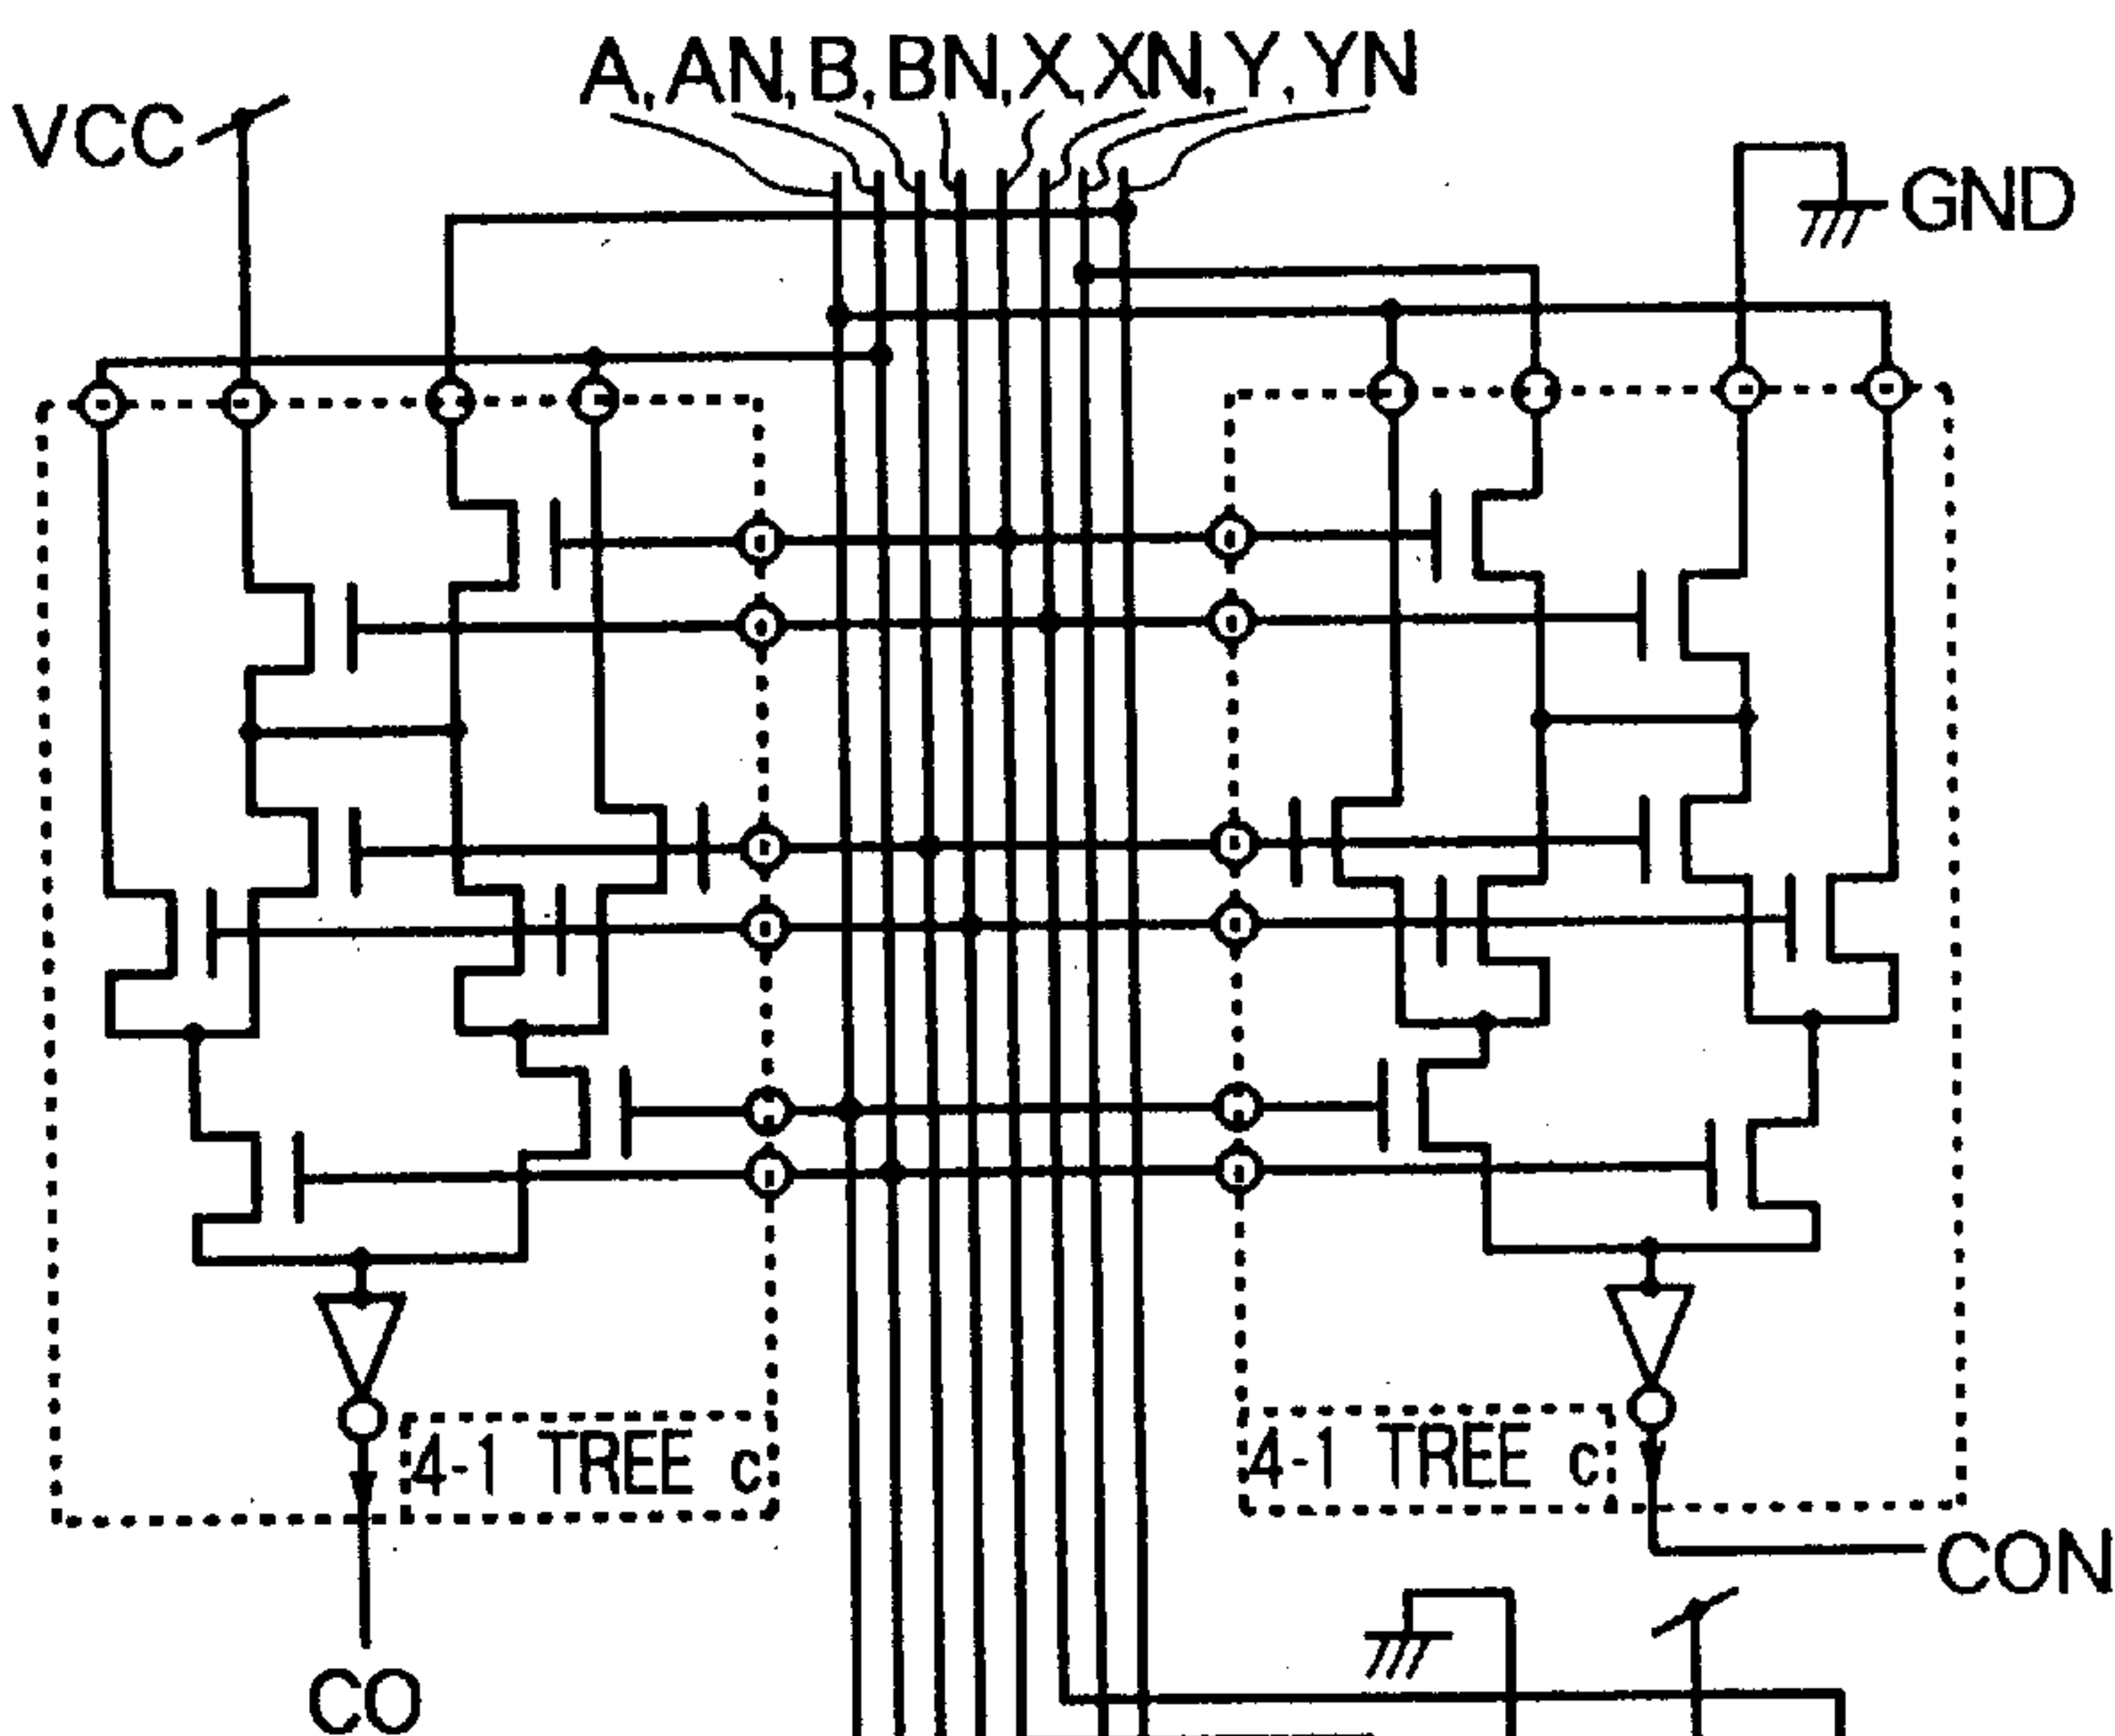 A, AN, B, BN, X, XN, Y, YN
VCC
GND
4-1 TREE c
4-1 TREE c
CON
CO